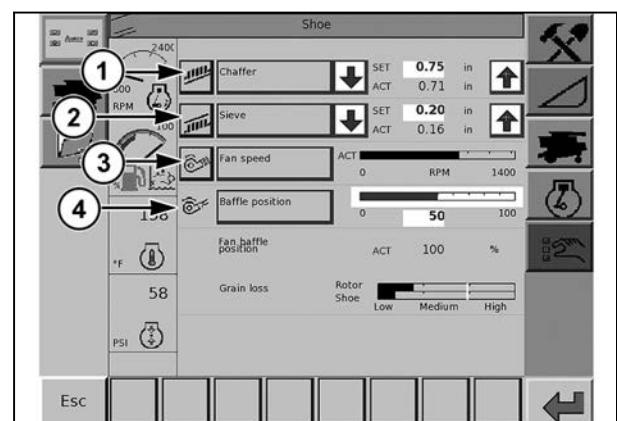 Shoe
2400
1
Chaffer
SET 0.75 in
ACT 0.71 in
RPM
2
Sieve
SET 0.20 in
ACT 0.16 in
100
3
Fan speed
ACT
0 RPM 1400
%
4
Baffle position
0 50 100
Fan baffle
position
ACT 100 %
°F
58
Grain loss
Rotor
Shoe
Low Medium High
PSI
Esc